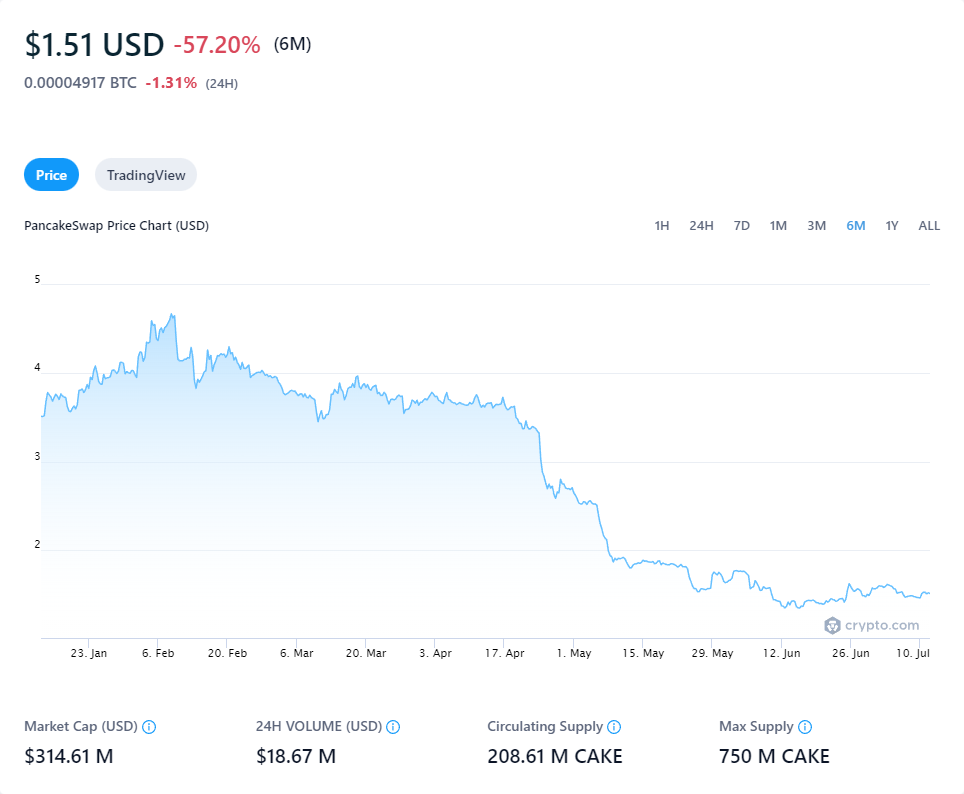 $1.51 USD -57.20% (6M)
0.00004917 BTC -1.31% (24H)
Price TradingView
PancakeSwap Price Chart (USD) 1H 24H 7D 1M 3M 6M 1Y ALL
5
4
3
2
crypto.com
23. Jan 6. Feb 20. Feb 6. Mar 20. Mar 3. Apr 17. Apr 1. May 15. May 29. May 12. Jun 26. Jun 10. Jul
Market Cap (USD) 24H VOLUME (USD) Circulating Supply Max Supply
$314.61 M $18.67 M 208.61 M CAKE 750 M CAKE